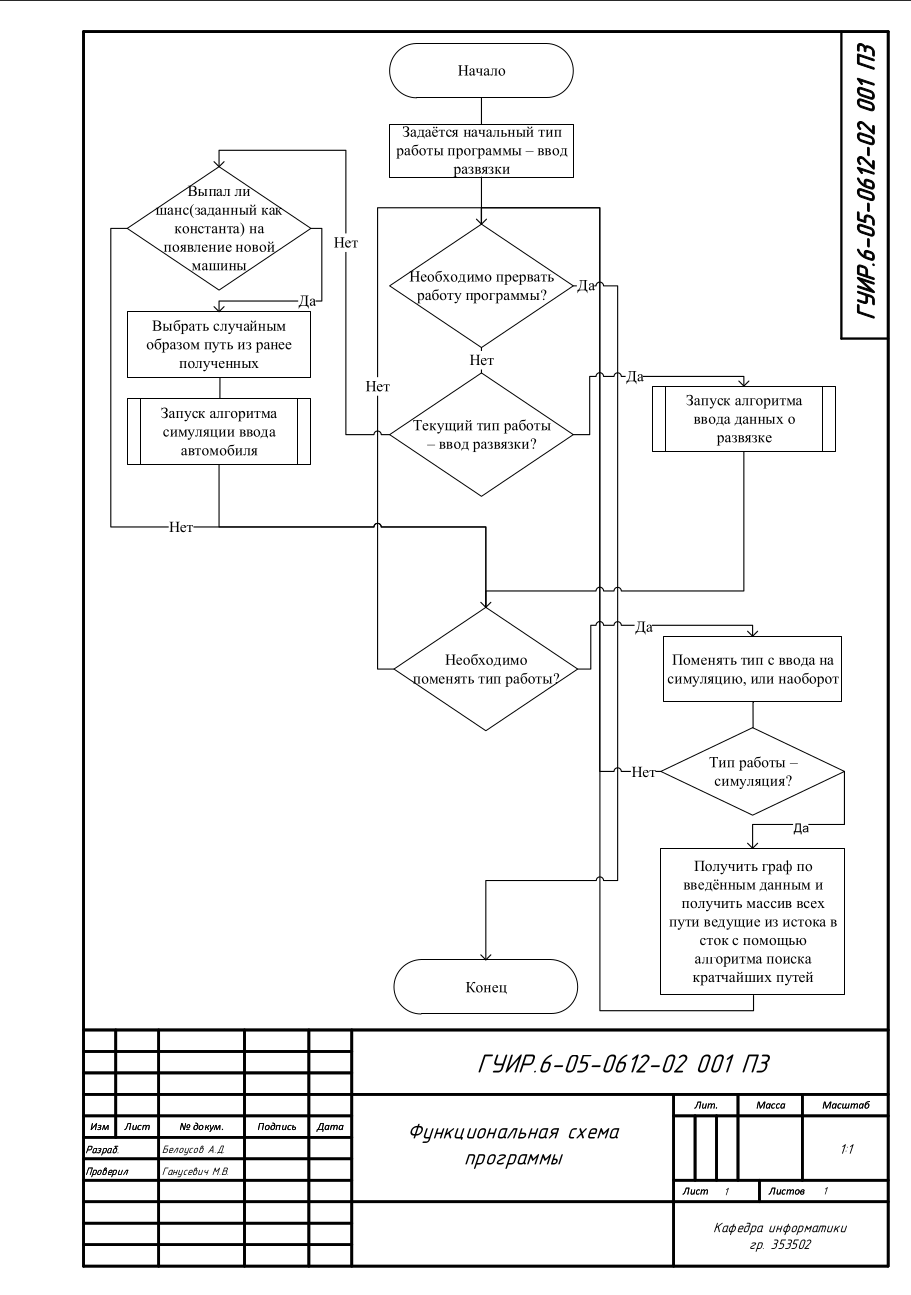 ГУИР.6-05-0612-02 001 ПЗ
Начало
Задаётся начальный тип
работы программы – ввод
развязки
Выпал ли
шанс(заданный как
константа) на
появление новой
машины
Нет
Да
Необходимо прервать
работу программы?
Да
Нет
Выбрать случайным
образом путь из ранее
полученных
Нет
Да
Текущий тип работы
– ввод развязки?
Запуск алгоритма
ввода данных о
развязке
Запуск алгоритма
симуляции ввода
автомобиля
Нет
Необходимо
поменять тип работы?
Да
Поменять тип с ввода на
симуляцию, или наоборот
Тип работы –
симуляция?
Нет
Да
Получить граф по
введённым данным и
получить массив всех
пути ведущие из истока в
сток с помощью
алгоритма поиска
кратчайших путей
Конец
ГУИР.6-05-0612-02 001 ПЗ
Изм Лист № докум. Подпись Дата
Разраб. Белоусов А.Д.
Проверил Ганусевич М.В.
Функциональная схема
программы
Лит. Масса Масштаб
1:1
Лист 1 Листов 1
Кафедра информатики
гр. 353502